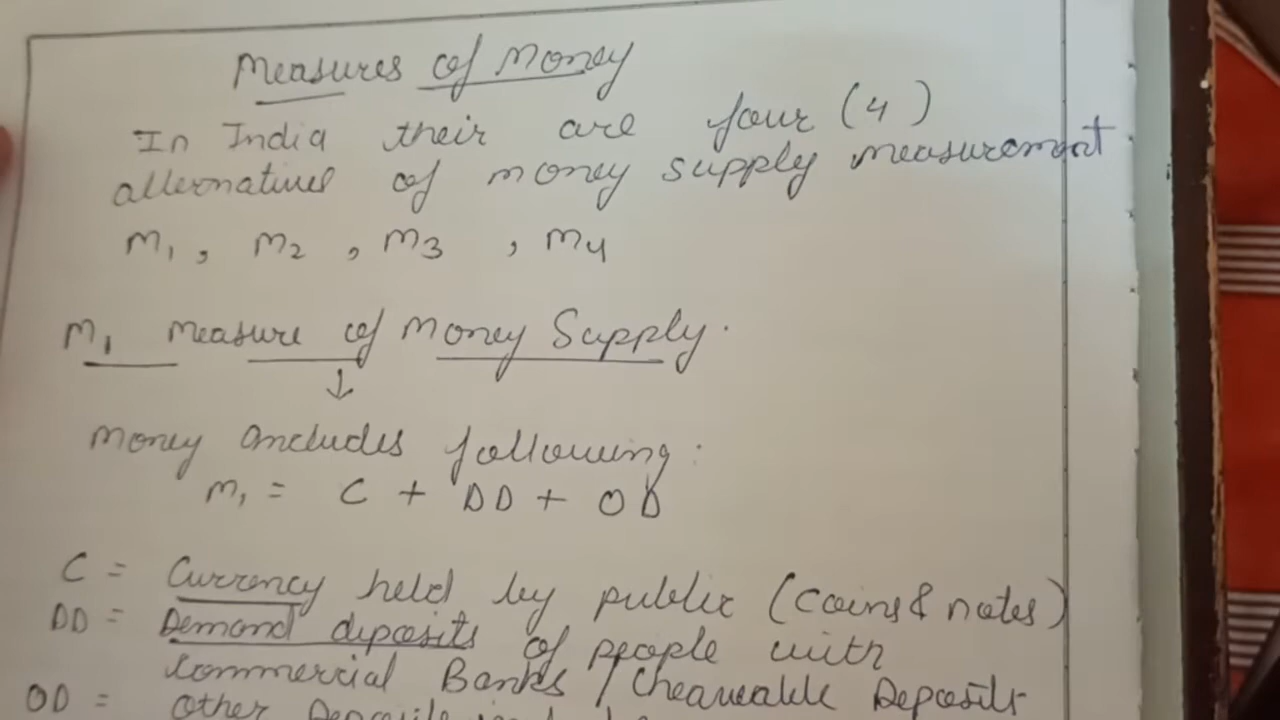 Measures of Money
In India their are four (4)
alternatives of money supply measurement
M1, M2, M3, M4
M1 Measure of Money Supply.
↓
Money includes following:
M1 = C + DD + OD
C = Currency held by public (coins & notes)
DD = Demand deposits of people with
Commercial Banks / Cheaueable Deposits
OD = Other Deposits